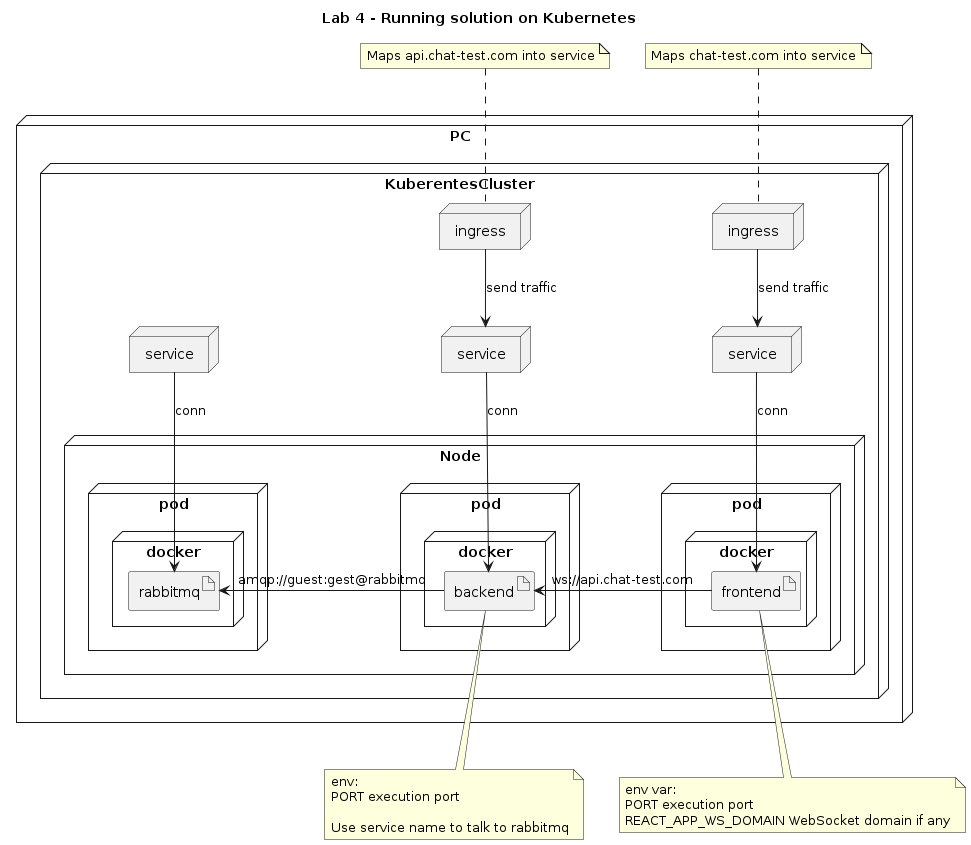 Lab 4 - Running solution on Kubernetes
Maps api.chat-test.com into service
Maps chat-test.com into service
PC
KuberentesCluster
ingress
ingress
send traffic
send traffic
service
service
service
conn
conn
conn
Node
pod
pod
pod
docker
docker
docker
amqp://guest:gest@rabbitmq
ws://api.chat-test.com
rabbitmq
backend
frontend
env:
PORT execution port
Use service name to talk to rabbitmq
env var:
PORT execution port
REACT_APP_WS_DOMAIN WebSocket domain if any